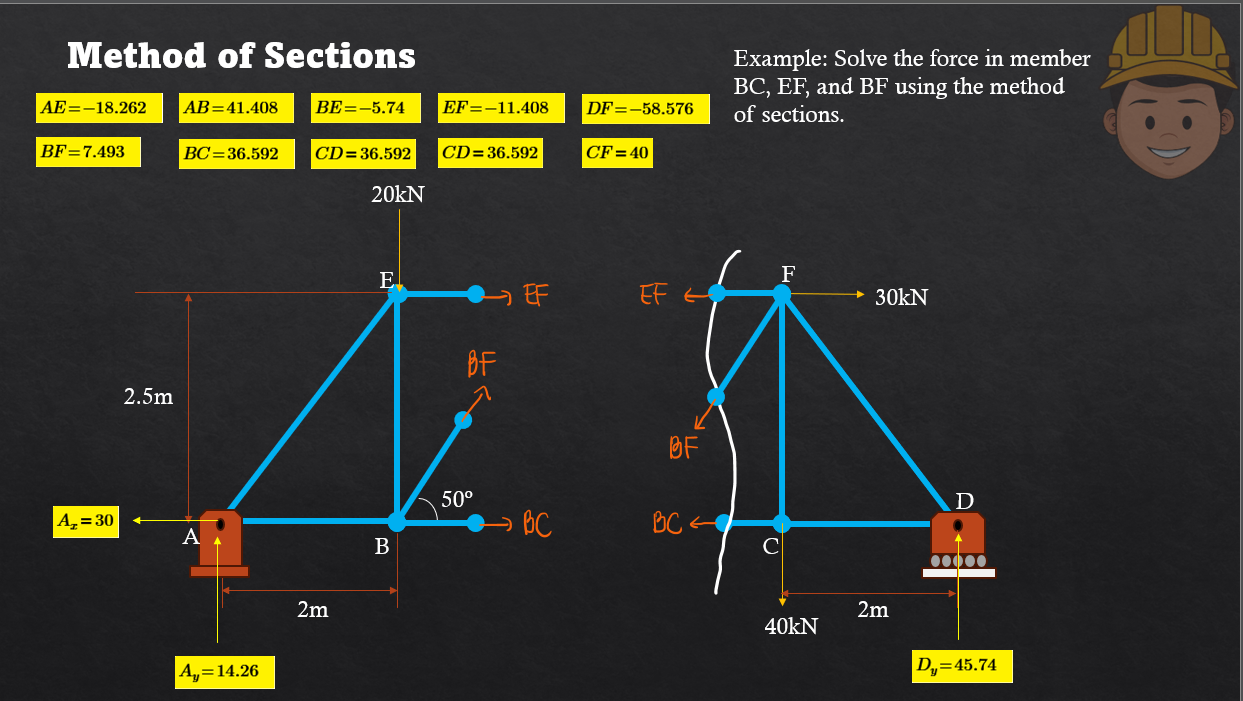 Method of Sections
Example: Solve the force in member
BC, EF, and BF using the method
of sections.
AE=−18.262
AB=41.408
BE=−5.74
EF=−11.408
DF=−58.576
BF=7.493
BC=36.592
CD=36.592
CD=36.592
CF=40
20kN
E
EF
EF
F
30kN
BF
2.5m
BF
50º
A
Aₓ=30
B
BC
BC
C
D
2m
2m
40kN
A_y=14.26
D_y=45.74